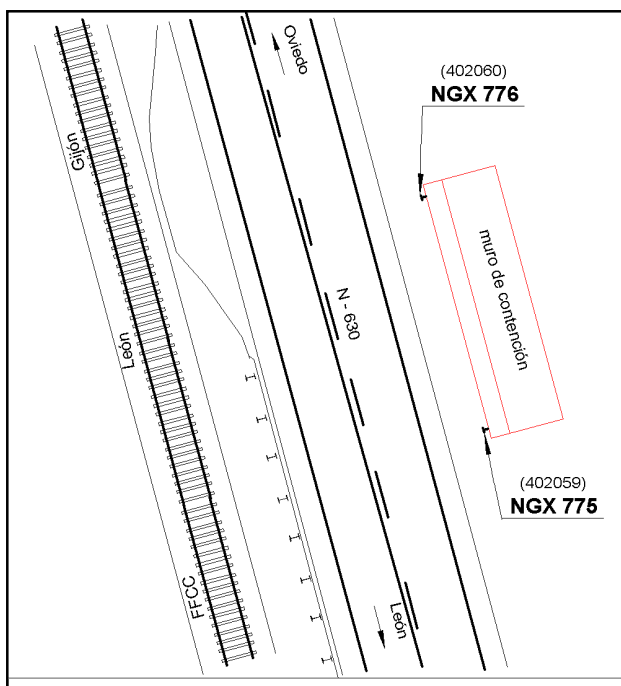 Oviedo
(402060)
NGX 776
Gijón
muro de contención
N - 630
León
(402059)
NGX 775
FFCC
León